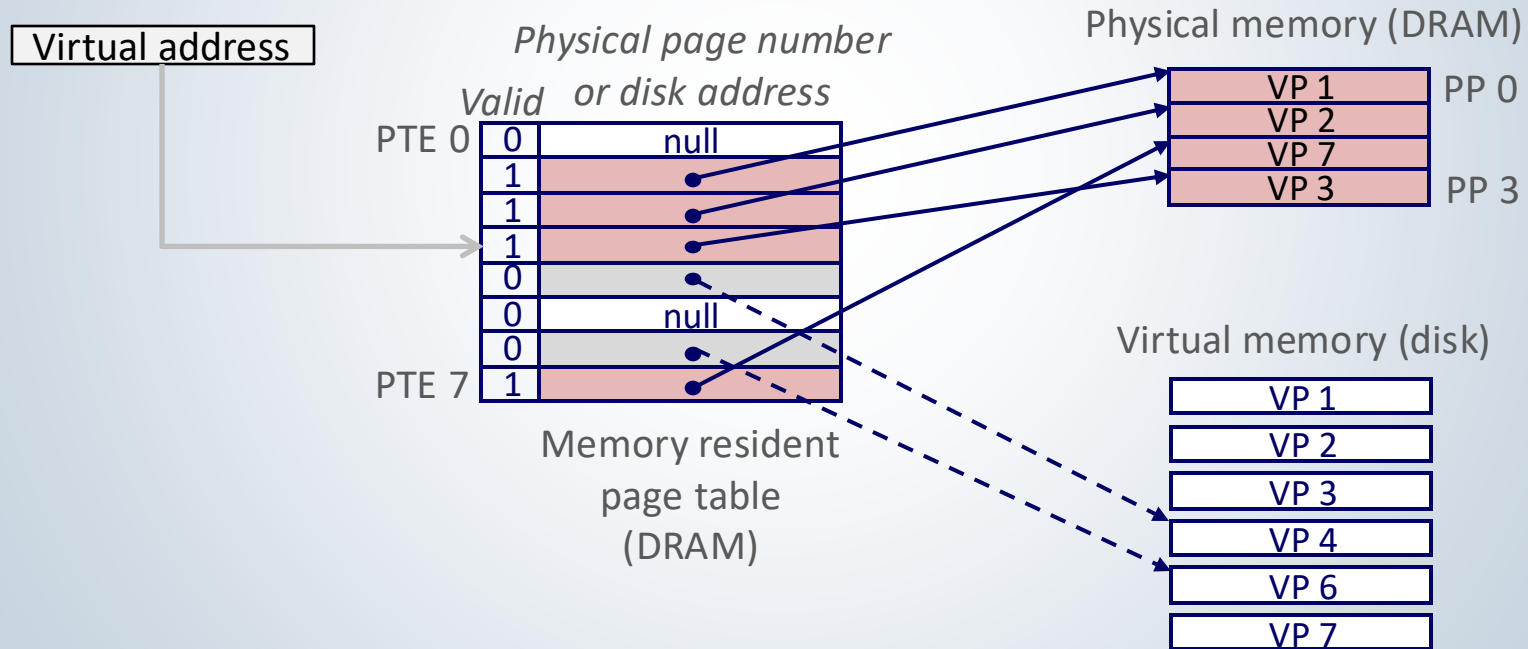 Virtual address
Physical page number
or disk address
Valid
PTE 0
0
null
1
1
1
0
0
null
0
PTE 7
1
Memory resident
page table
(DRAM)
Physical memory (DRAM)
VP 1
PP 0
VP 2
VP 7
VP 3
PP 3
Virtual memory (disk)
VP 1
VP 2
VP 3
VP 4
VP 6
VP 7